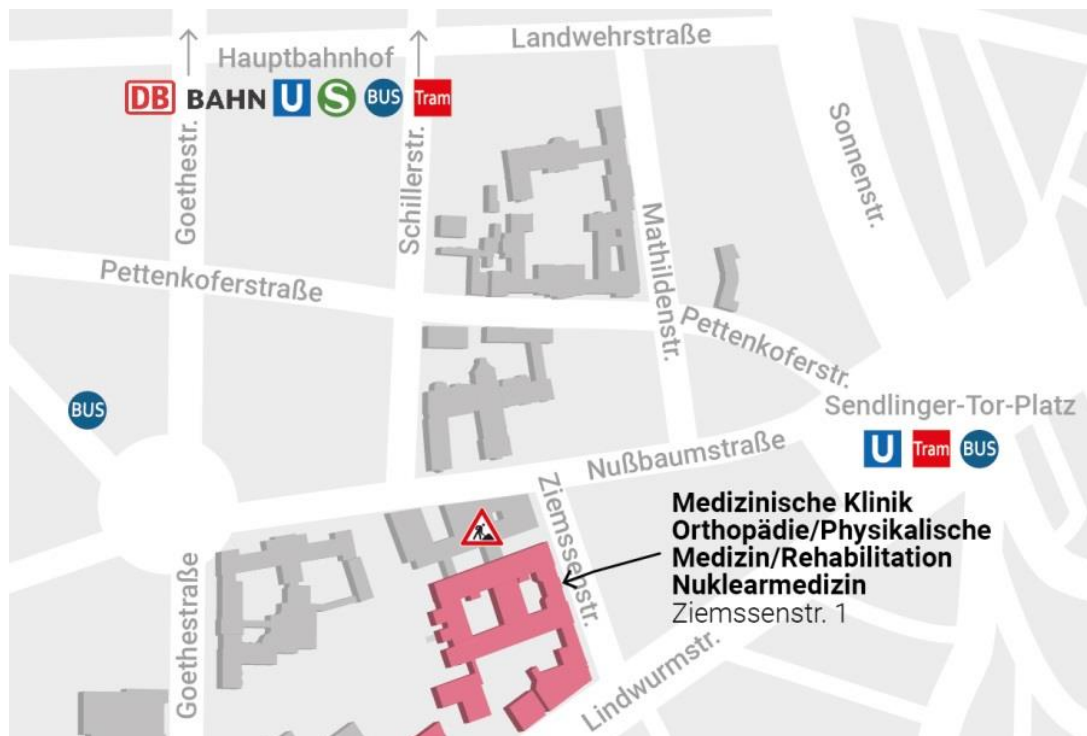 Landwehrstraße
Hauptbahnhof
DB BAHN U S BUS Tram
Goethestr.
Schillerstr.
Sonnenstr.
Mathildenstr.
Pettenkoferstraße
Pettenkoferstr.
BUS
Sendlinger-Tor-Platz
U Tram BUS
Nußbaumstraße
Ziemssenstr.
Medizinische Klinik
Orthopädie/Physikalische
Medizin/Rehabilitation
Nuklearmedizin
Ziemssenstr. 1
Goethestraße
Lindwurmstr.